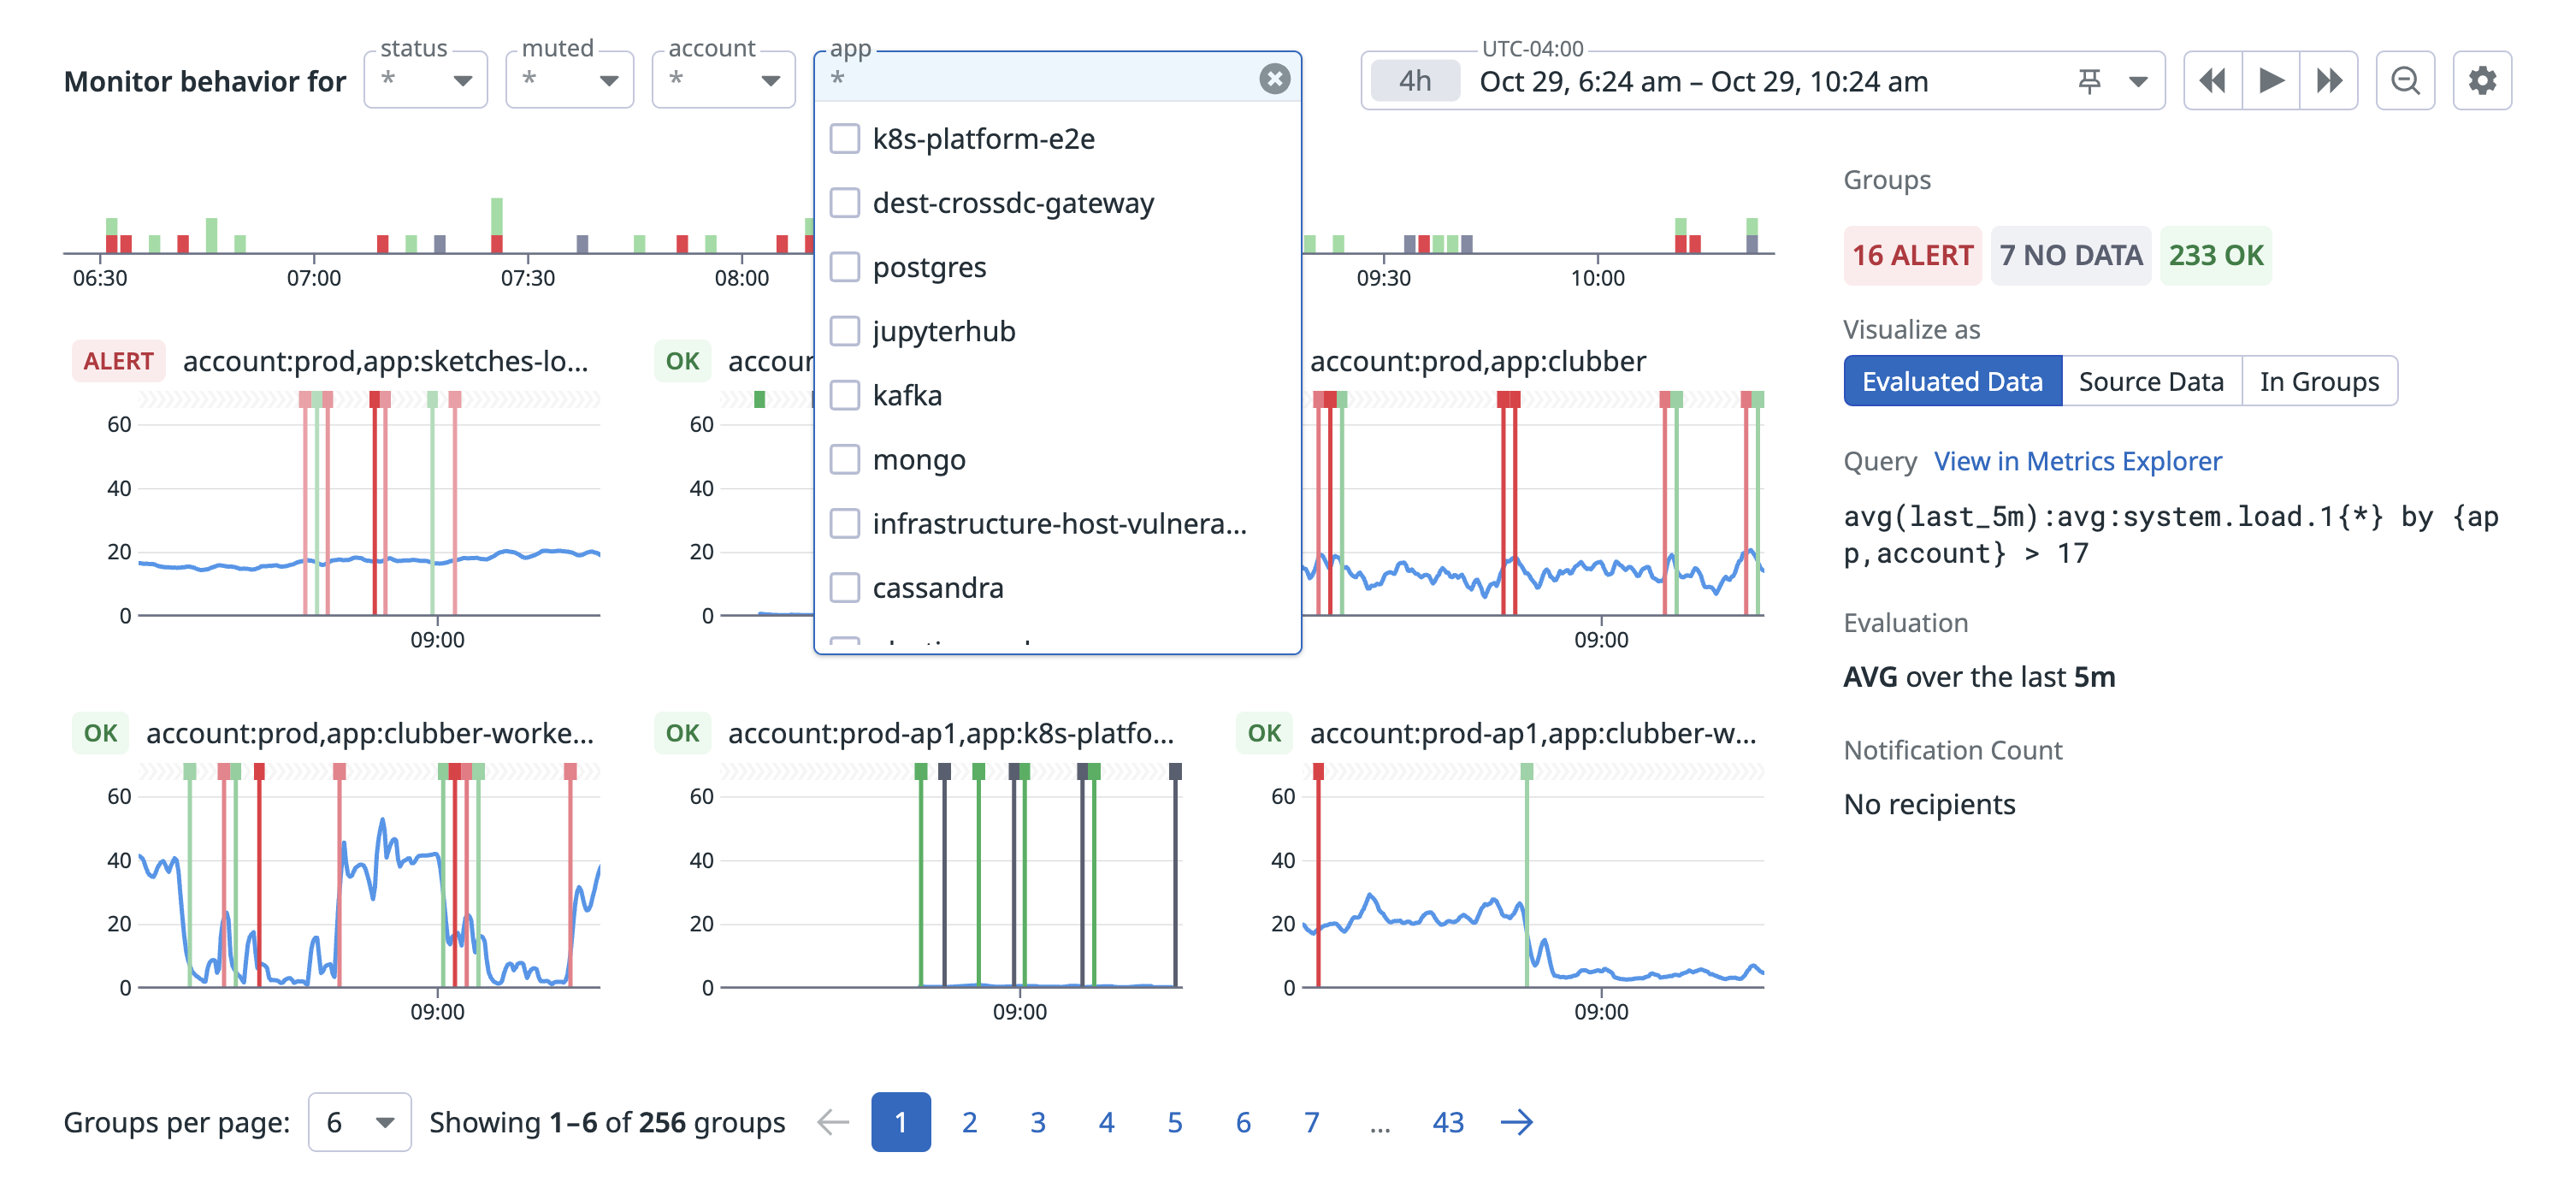 Monitor behavior for
status
*
muted
*
account
*
app
*
UTC-04:00
4h Oct 29, 6:24 am – Oct 29, 10:24 am
k8s-platform-e2e
dest-crossdc-gateway
postgres
jupyterhub
kafka
mongo
infrastructure-host-vulnera...
cassandra
06:30 07:00 07:30 08:00 09:30 10:00
ALERT account:prod,app:sketches-lo...
60
40
20
0
09:00
OK
60
40
20
0
account:prod,app:clubber
09:00
OK account:prod,app:clubber-worke...
60
40
20
0
09:00
OK account:prod-ap1,app:k8s-platfo...
60
40
20
0
09:00
OK account:prod-ap1,app:clubber-w...
60
40
20
0
09:00
Groups
16 ALERT 7 NO DATA 233 OK
Visualize as
Evaluated Data Source Data In Groups
Query View in Metrics Explorer
avg(last_5m):avg:system.load.1{*} by {ap
p,account} > 17
Evaluation
AVG over the last 5m
Notification Count
No recipients
Groups per page: 6 Showing 1–6 of 256 groups 1 2 3 4 5 6 7 ... 43